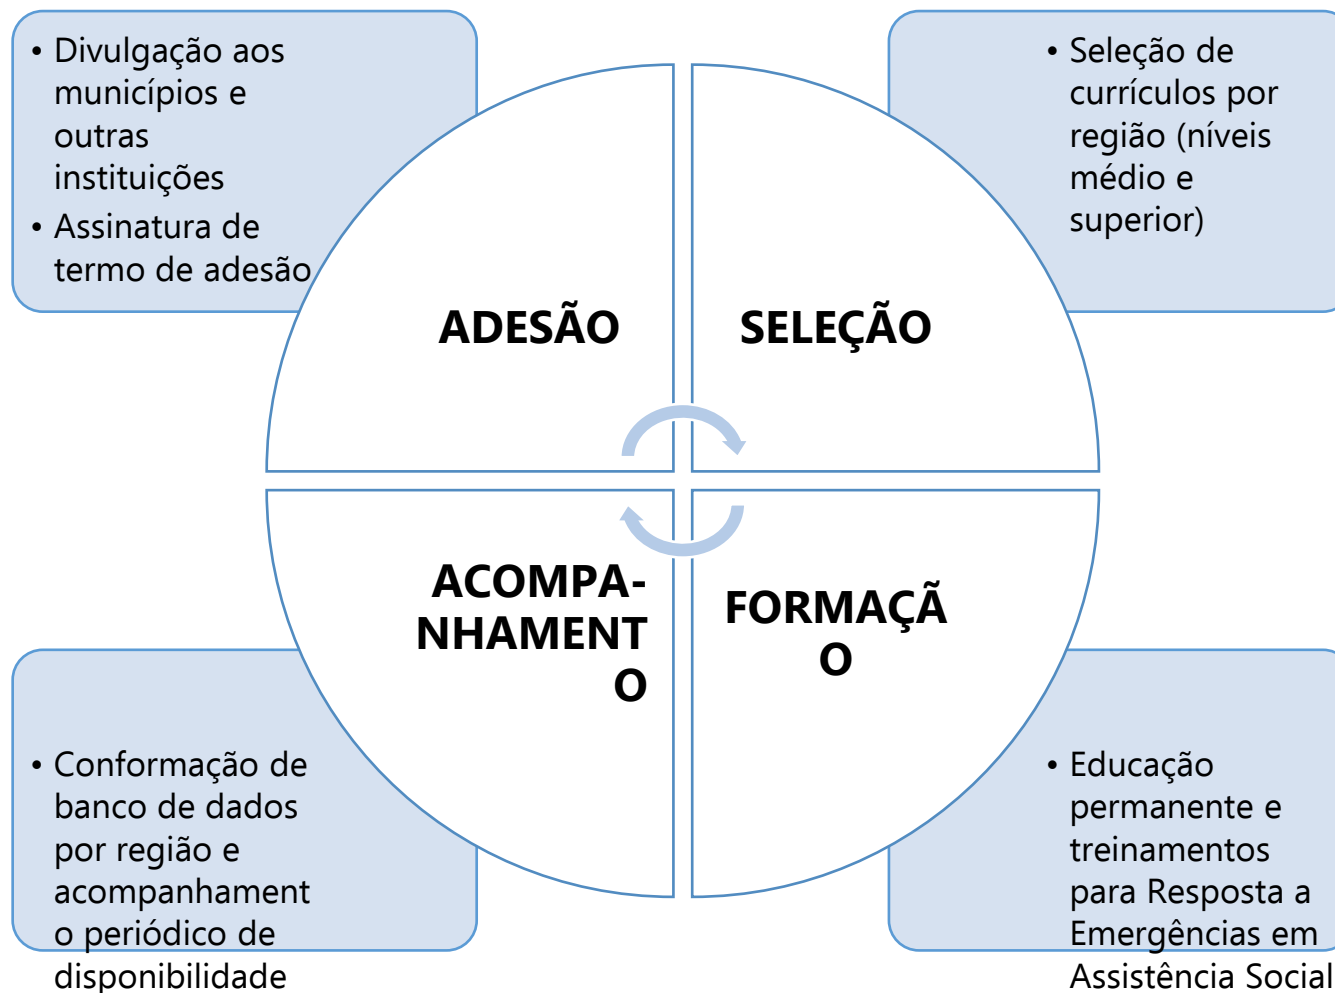 • Divulgação aos
municípios e
outras
instituições
• Assinatura de
termo de adesão
• Seleção de
currículos por
região (níveis
médio e
superior)
ADESÃO
SELEÇÃO
ACOMPA-
NHAMENT
O
FORMAÇÃ
O
• Conformação de
banco de dados
por região e
acompanhament
o periódico de
disponibilidade
• Educação
permanente e
treinamentos
para Resposta a
Emergências em
Assistência Social